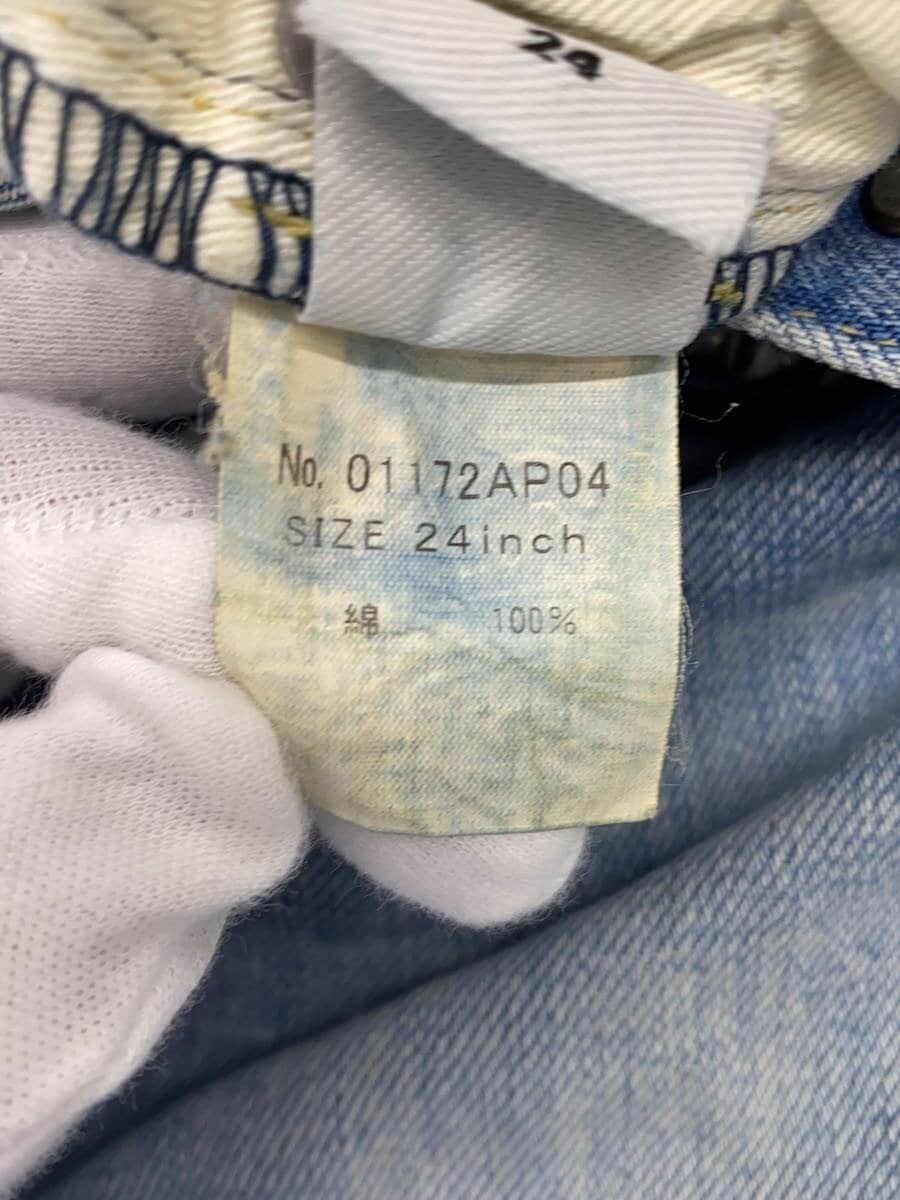 24
No. 01172AP04
SIZE 24inch
綿 100%